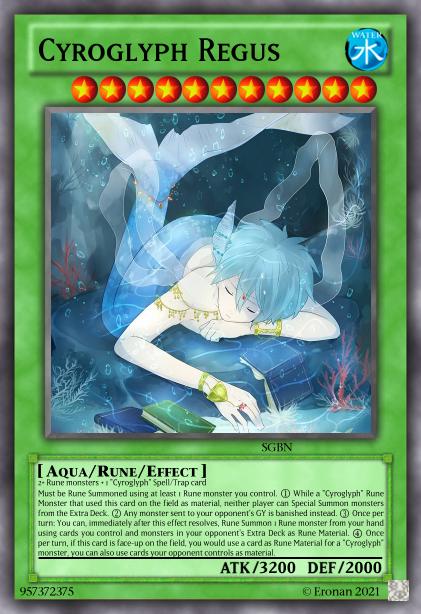 Cyroglyph Regus
WATER
水
SGBN
[ Aqua/Rune/Effect ]
2+ Rune monsters + 1 "Cyroglyph" Spell/Trap card
Must be Rune Summoned using at least 1 Rune monster you control. ① While a "Cyroglyph" Rune
Monster that used this card on the field as material, neither player can Special Summon monsters
from the Extra Deck. ② Any monster sent to your opponent's GY is banished instead. ③ Once per
turn: You can, immediately after this effect resolves, Rune Summon 1 Rune monster from your hand
using cards you control and monsters in your opponent's Extra Deck as Rune Material. ④ Once per
turn, if this card is face-up on the field, you would use a card as Rune Material for a "Cyroglyph"
monster, you can also use cards your opponent controls as material.
ATK/3200 DEF/2000
957372375
© Eronan 2021